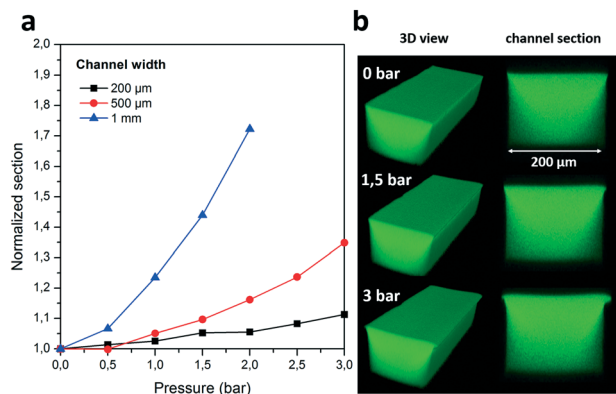 a
2,0
1,9
1,8
1,7
1,6
1,5
1,4
1,3
1,2
1,1
1,0
Normalized section
Channel width
200 µm
500 µm
1 mm
0,0 0,5 1,0 1,5 2,0 2,5 3,0
Pressure (bar)
b
3D view channel section
0 bar
200 µm
1,5 bar
3 bar